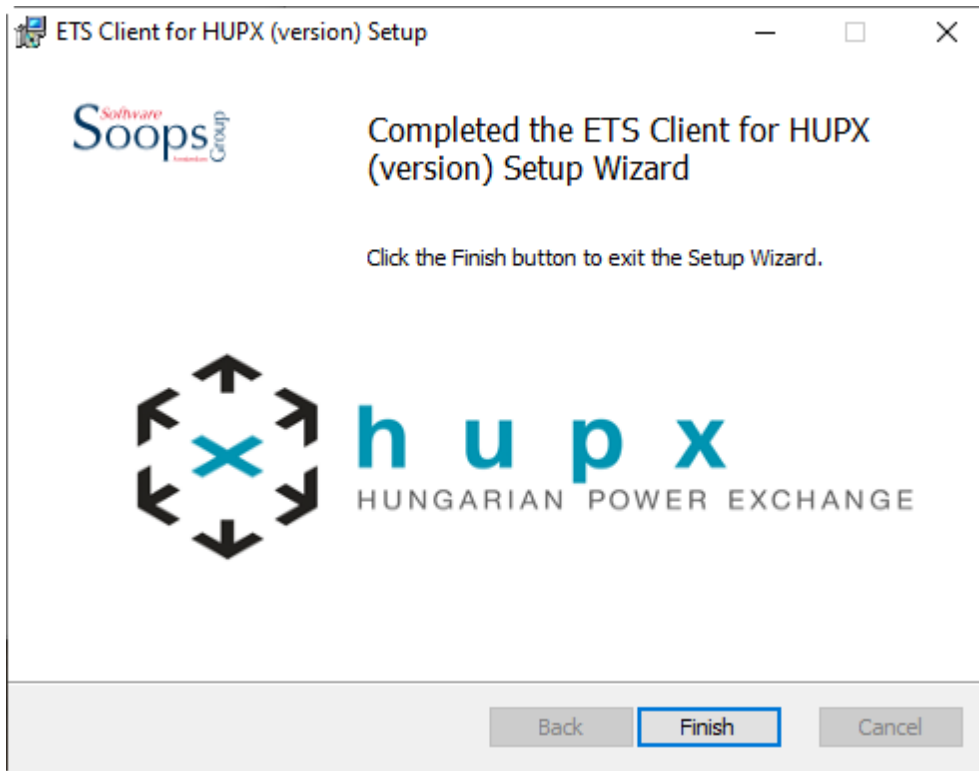 ETS Client for HUPX (version) Setup
Software
Soops
Group
Amsterdam
Completed the ETS Client for HUPX
(version) Setup Wizard
Click the Finish button to exit the Setup Wizard.
hupx
HUNGARIAN POWER EXCHANGE
Back
Finish
Cancel